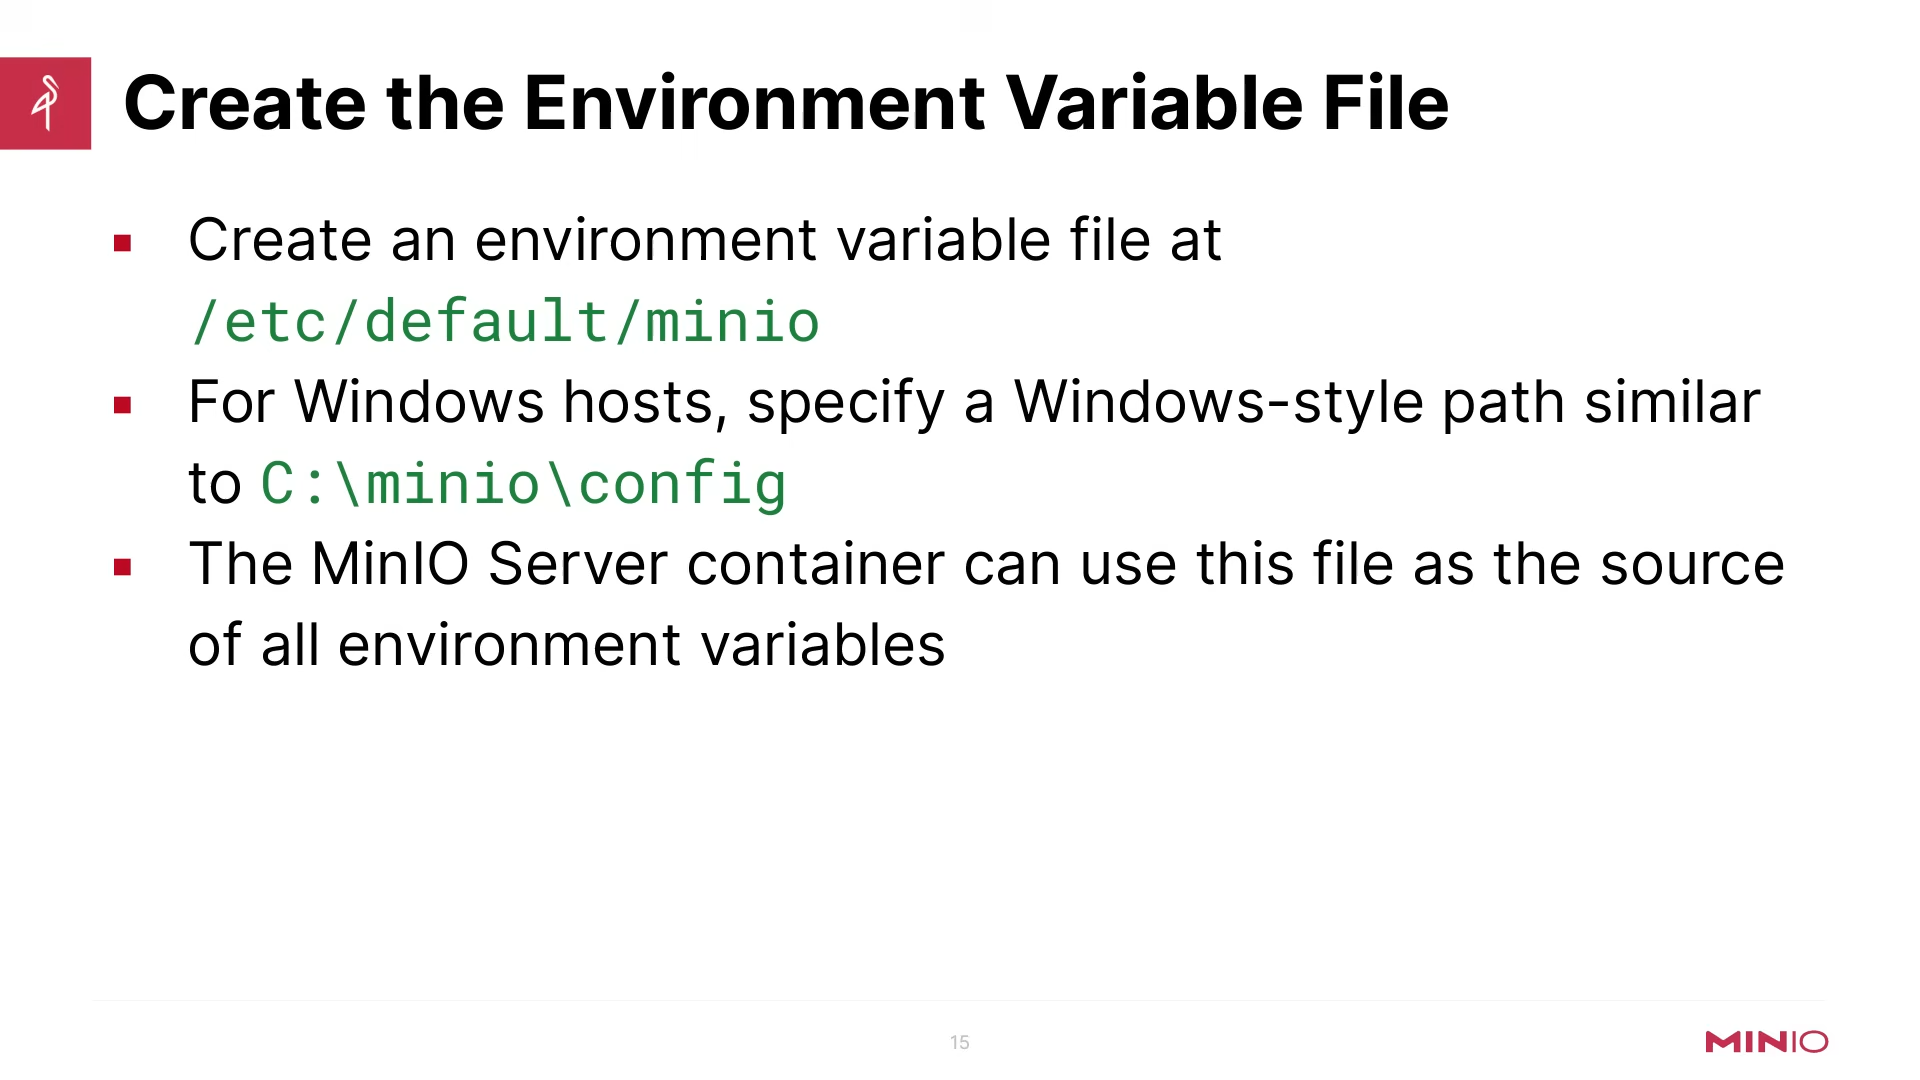 Create the Environment Variable File
▪ Create an environment variable file at
/etc/default/minio
▪ For Windows hosts, specify a Windows-style path similar
to C:\minio\config
▪ The MinIO Server container can use this file as the source
of all environment variables
15
MINIO